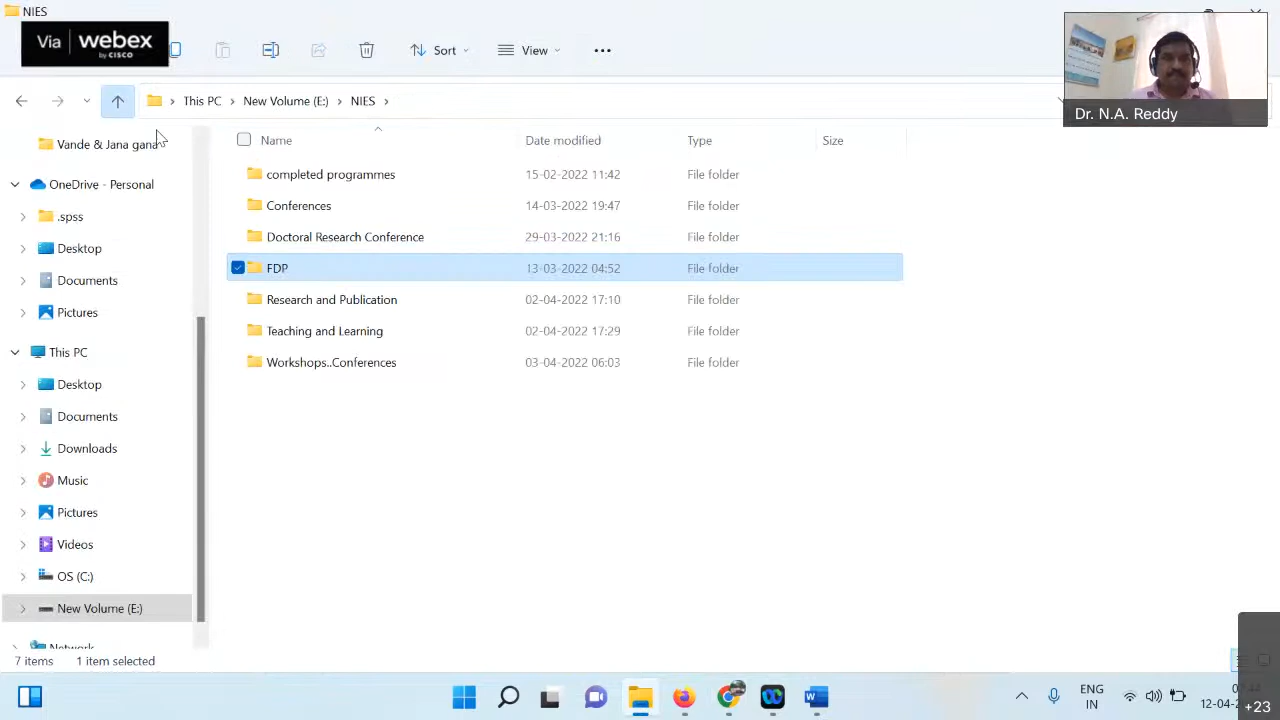 NIES
Via webex
by CISCO
Sort
View
This PC
New Volume (E:)
NIES
Dr. N.A. Reddy
Name
Date modified
Type
Size
Vande & Jana gana
completed programmes 15-02-2022 11:42 File folder
OneDrive - Personal
Conferences 14-03-2022 19:47 File folder
.spss
Doctoral Research Conference 29-03-2022 21:16 File folder
Desktop
FDP 13-03-2022 04:52 File folder
Documents
Research and Publication 02-04-2022 17:10 File folder
Pictures
Teaching and Learning 02-04-2022 17:29 File folder
This PC
Workshops..Conferences 03-04-2022 06:03 File folder
Desktop
Documents
Downloads
Music
Pictures
Videos
OS (C:)
New Volume (E:)
Network
7 items 1 item selected
ENG
IN
12-04-2
+23